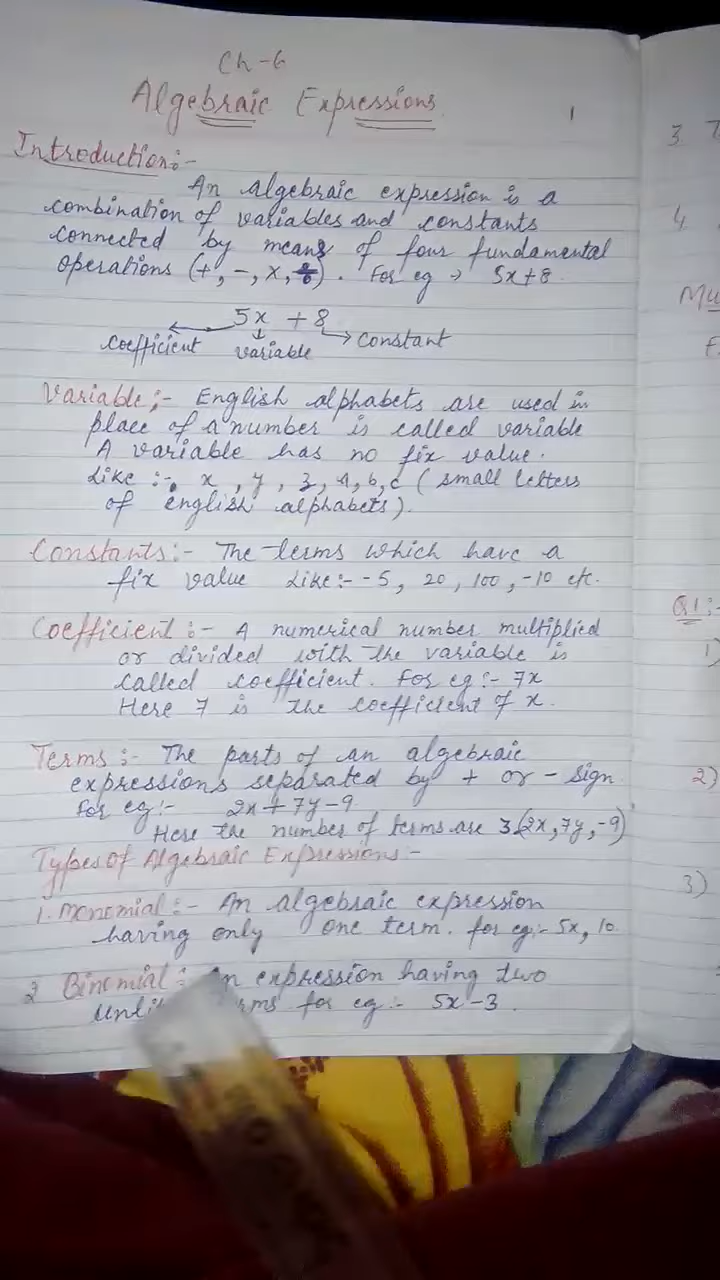 Ch-6
Algebraic Expressions
1
Introduction:-
An algebraic expression is a
combination of variables and constants
connected by means of four fundamental
operations (+, -, x, ÷). For eg → 5x+8
5x + 8
coefficient variable → constant
Variable:- English alphabets are used in
place of a number is called variable
A variable has no fix value.
Like :- x, y, z, a, b, c (small letters
of english alphabets).
Constants:- The terms which have a
fix value Like:- -5, 20, 100, -10 etc.
Coefficient :- A numerical number multiplied
or divided with the variable is
called coefficient. For eg:- 7x
Here 7 is the coefficient of x.
Terms :- The parts of an algebraic
expressions separated by + or - sign.
For eg:- 2x+7y-9
Here the number of terms are 3 (2x, 7y, -9)
Types of Algebraic Expressions:-
1. Monomial:- An algebraic expression
having only one term. for eg:- 5x, 10.
2 Binomial: An expression having two
for eg:- 5x-3.
3
4
Mu
Q1:
1)
2)
3)